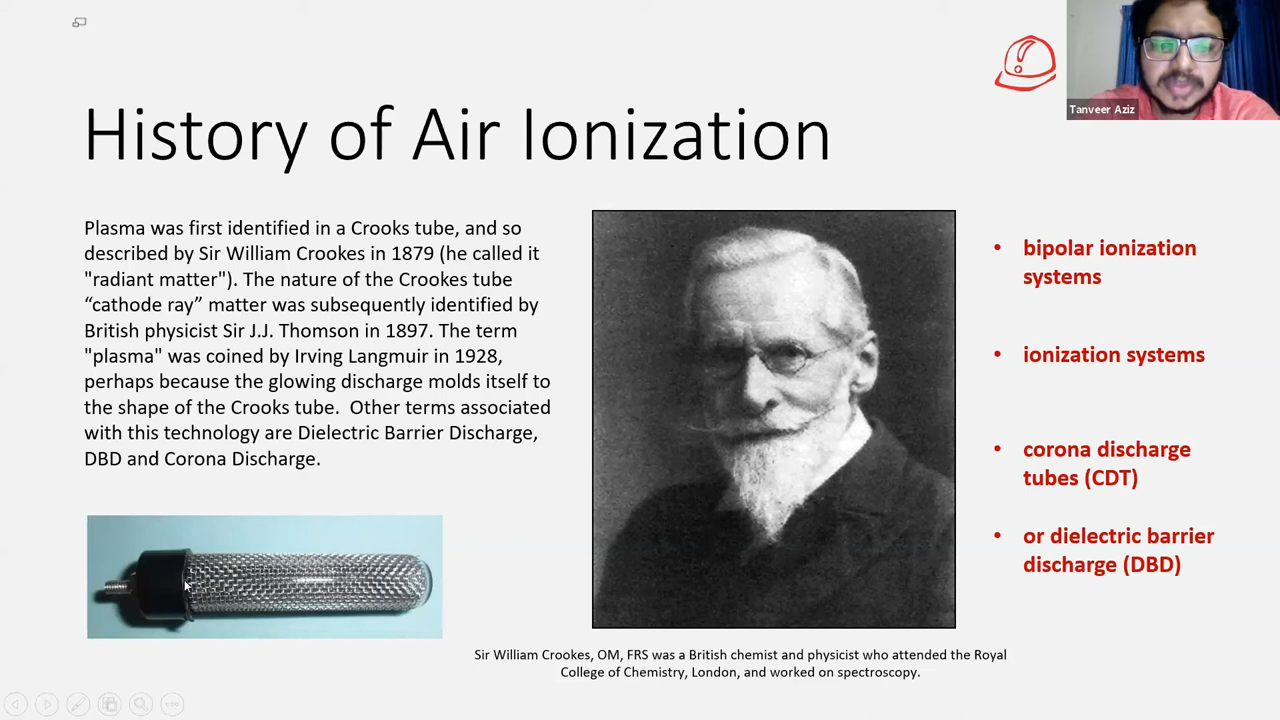 Tanveer Aziz
History of Air Ionization
Plasma was first identified in a Crooks tube, and so
described by Sir William Crookes in 1879 (he called it
"radiant matter"). The nature of the Crookes tube
“cathode ray” matter was subsequently identified by
British physicist Sir J.J. Thomson in 1897. The term
"plasma" was coined by Irving Langmuir in 1928,
perhaps because the glowing discharge molds itself to
the shape of the Crooks tube. Other terms associated
with this technology are Dielectric Barrier Discharge,
DBD and Corona Discharge.
• bipolar ionization
systems
• ionization systems
• corona discharge
tubes (CDT)
• or dielectric barrier
discharge (DBD)
Sir William Crookes, OM, FRS was a British chemist and physicist who attended the Royal
College of Chemistry, London, and worked on spectroscopy.